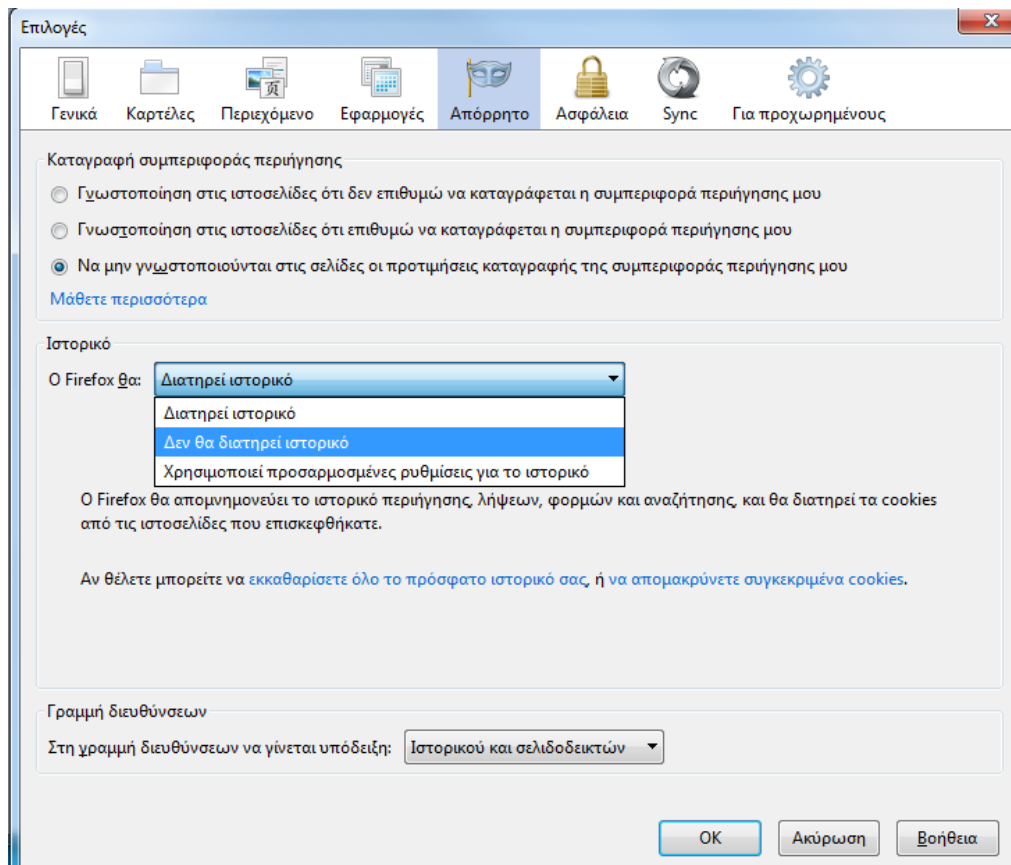 Επιλογές
Γενικά Καρτέλες Περιεχόμενο Εφαρμογές Απόρρητο Ασφάλεια Sync Για προχωρημένους
Καταγραφή συμπεριφοράς περιήγησης
Γνωστοποίηση στις ιστοσελίδες ότι δεν επιθυμώ να καταγράφεται η συμπεριφορά περιήγησης μου
Γνωστοποίηση στις ιστοσελίδες ότι επιθυμώ να καταγράφεται η συμπεριφορά περιήγησης μου
Να μην γνωστοποιούνται στις σελίδες οι προτιμήσεις καταγραφής της συμπεριφοράς περιήγησης μου
Μάθετε περισσότερα
Ιστορικό
Ο Firefox θα: Διατηρεί ιστορικό
Διατηρεί ιστορικό
Δεν θα διατηρεί ιστορικό
Χρησιμοποιεί προσαρμοσμένες ρυθμίσεις για το ιστορικό
Ο Firefox θα απομνημονεύει το ιστορικό περιήγησης, λήψεων, φορμών και αναζήτησης, και θα διατηρεί τα cookies
από τις ιστοσελίδες που επισκεφθήκατε.
Αν θέλετε μπορείτε να εκκαθαρίσετε όλο το πρόσφατο ιστορικό σας, ή να απομακρύνετε συγκεκριμένα cookies.
Γραμμή διευθύνσεων
Στη γραμμή διευθύνσεων να γίνεται υπόδειξη: Ιστορικού και σελιδοδεικτών
OK Ακύρωση Βοήθεια